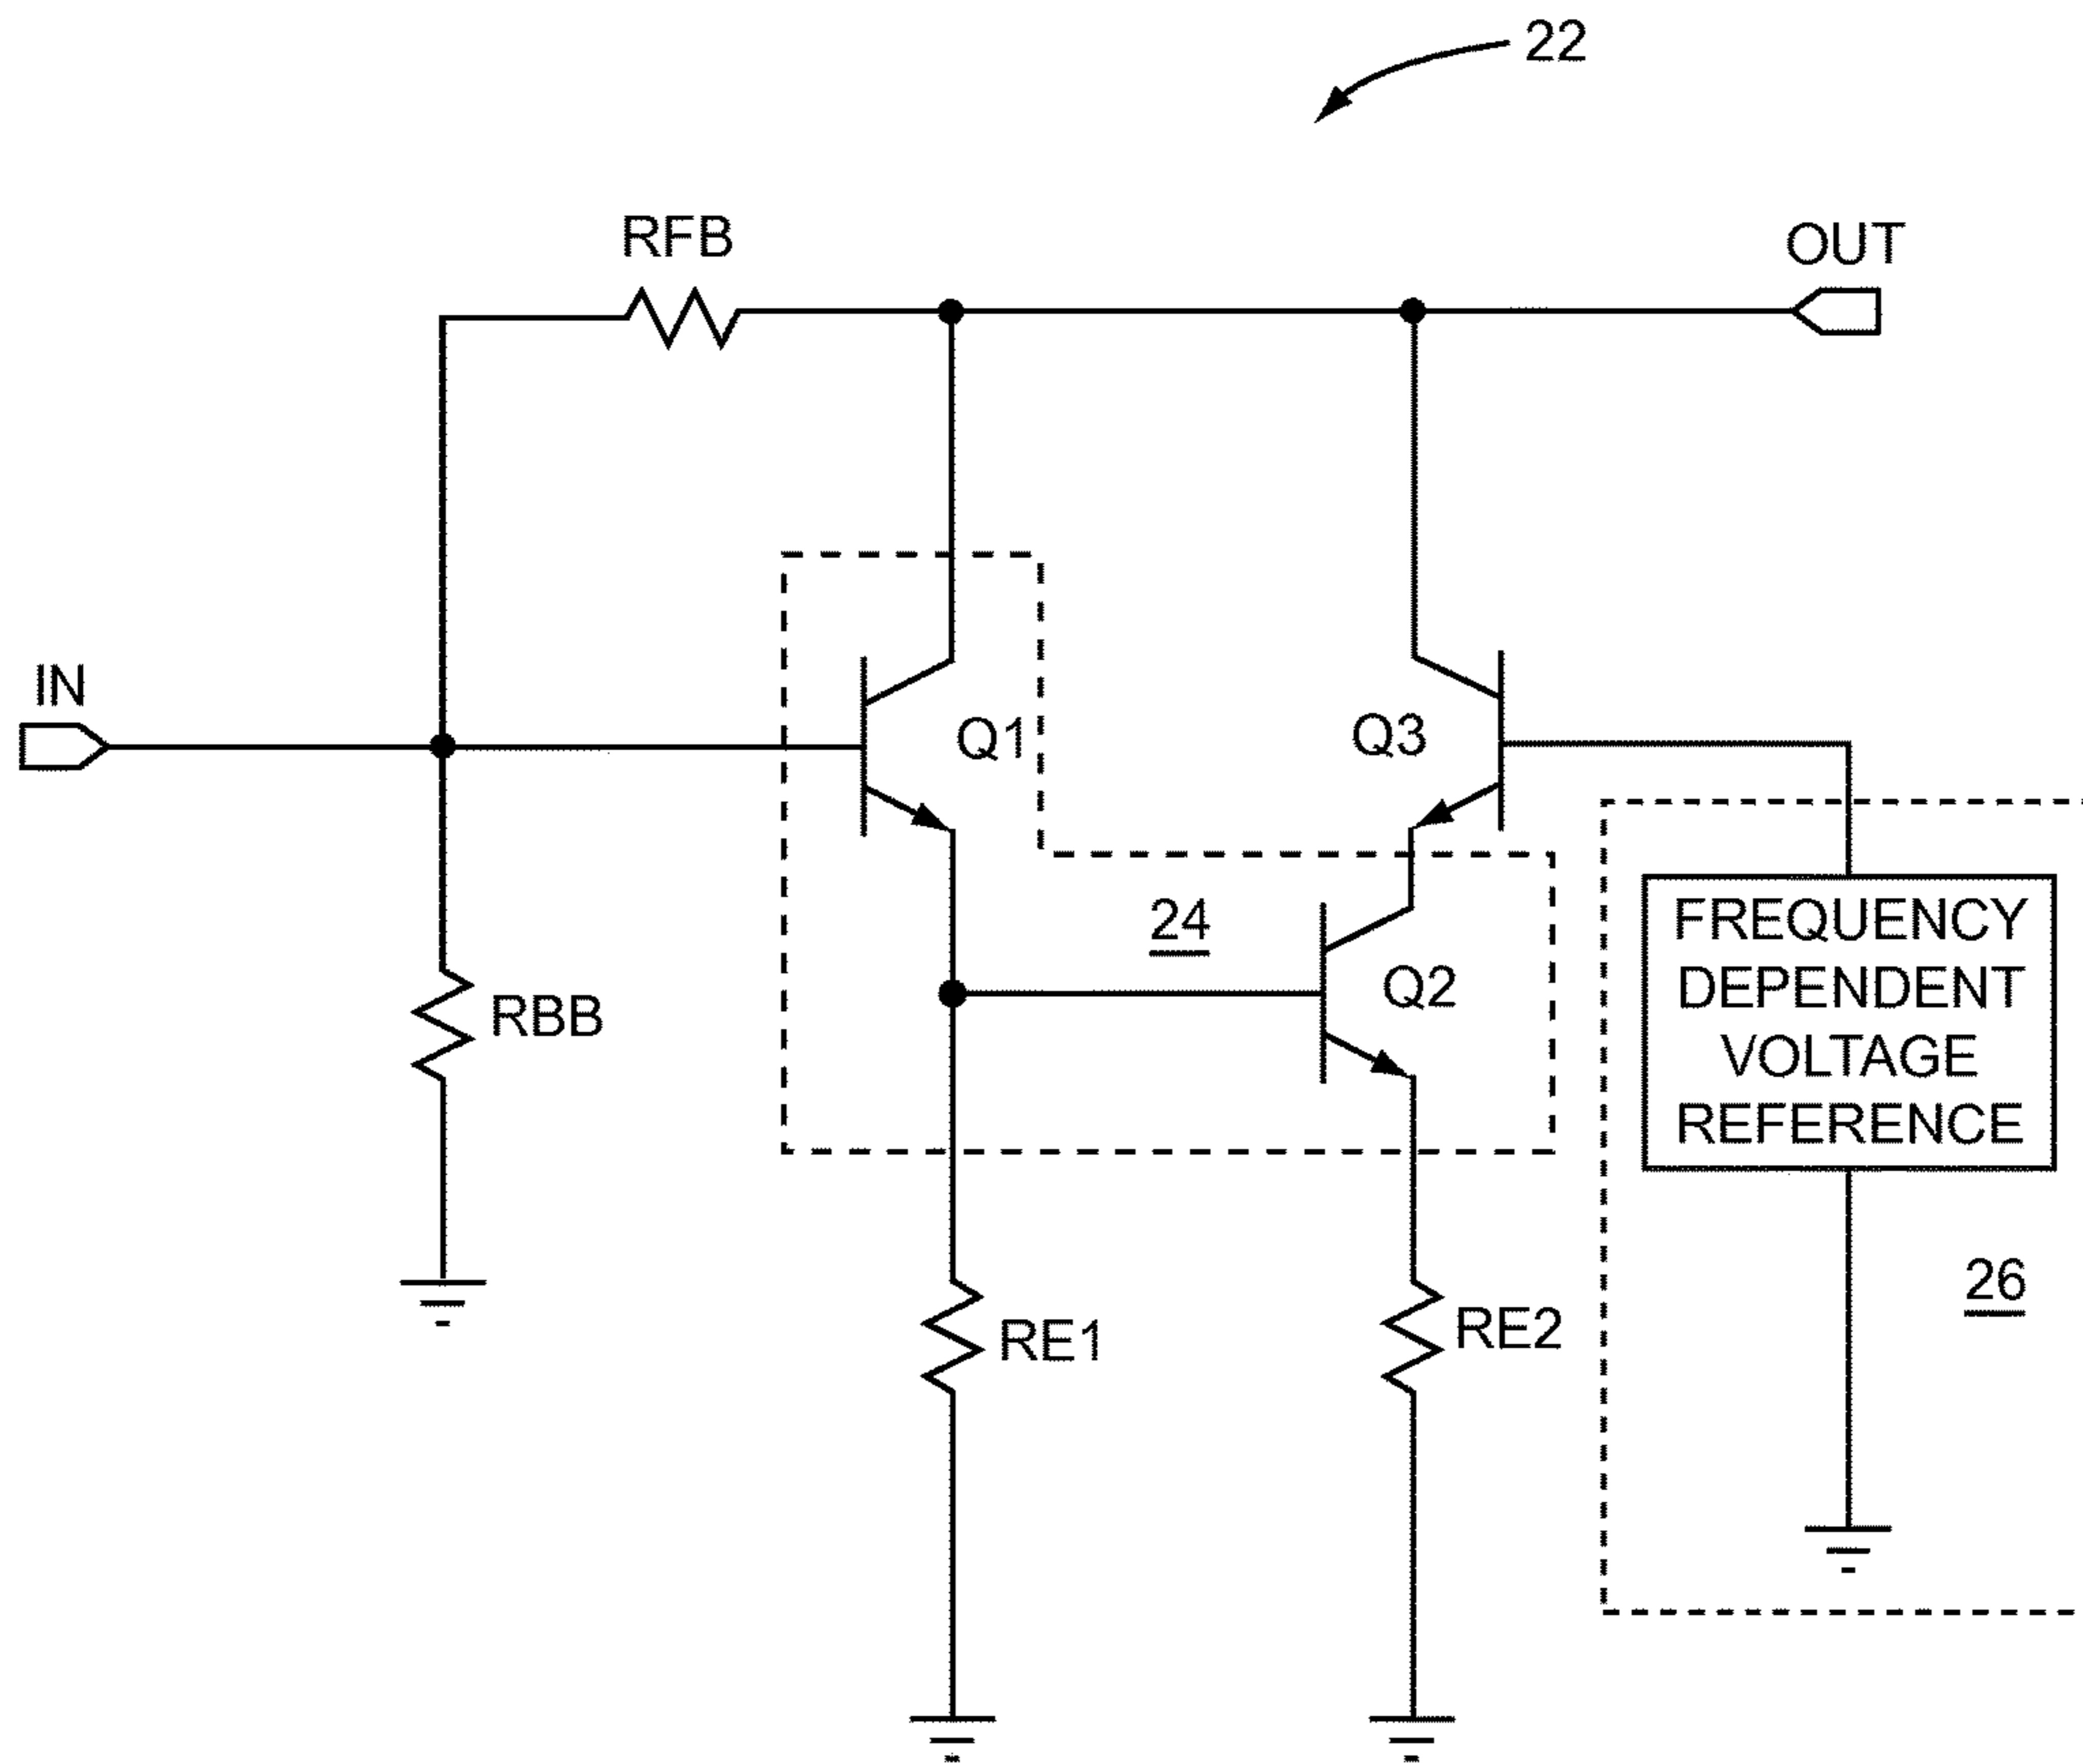 22
RFB
OUT
IN
Q1
Q3
24
Q2
FREQUENCY
DEPENDENT
VOLTAGE
REFERENCE
RBB
26
RE1
RE2